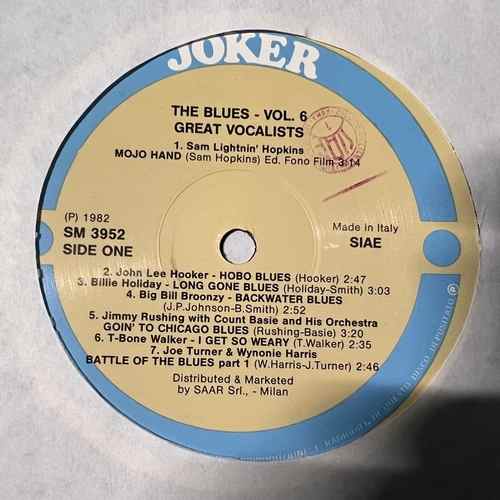 JOKER
THE BLUES - VOL. 6
GREAT VOCALISTS
1. Sam Lightnin' Hopkins
MOJO HAND (Sam Hopkins) Ed. Fono Film 3:14
(P) 1982
SM 3952
SIDE ONE
Made in Italy
SIAE
2. John Lee Hooker - HOBO BLUES (Hooker) 2:47
3. Billie Holiday - LONG GONE BLUES (Holiday-Smith) 3:03
4. Big Bill Broonzy - BACKWATER BLUES
(J.P.Johnson-B.Smith) 2:52
5. Jimmy Rushing with Count Basie and His Orchestra
GOIN' TO CHICAGO BLUES (Rushing-Basie) 3:20
6. T-Bone Walker - I GET SO WEARY (T.Walker) 2:35
7. Joe Turner & Wynonie Harris
BATTLE OF THE BLUES part 1 (W.Harris-J.Turner) 2:46
Distributed & Marketed
by SAAR Srl., - Milan
QUESTO DISCO DEPOSITATO